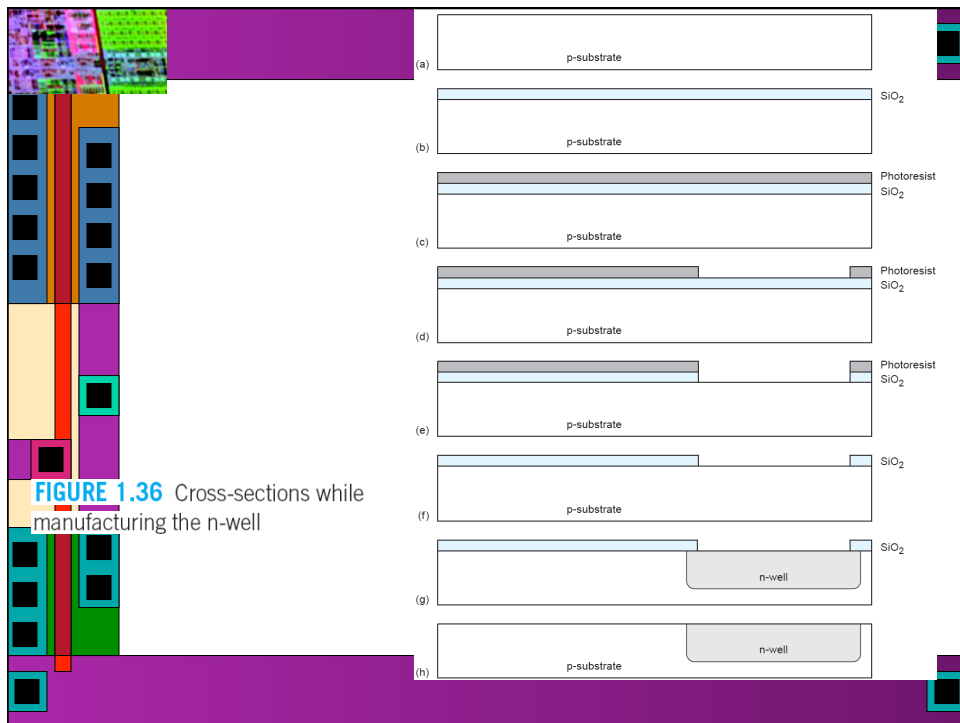 (a) p-substrate
SiO2
(b) p-substrate
Photoresist
SiO2
(c) p-substrate
Photoresist
SiO2
(d) p-substrate
Photoresist
SiO2
(e) p-substrate
SiO2
(f) p-substrate
SiO2
n-well
(g)
n-well
(h) p-substrate
FIGURE 1.36 Cross-sections while
manufacturing the n-well